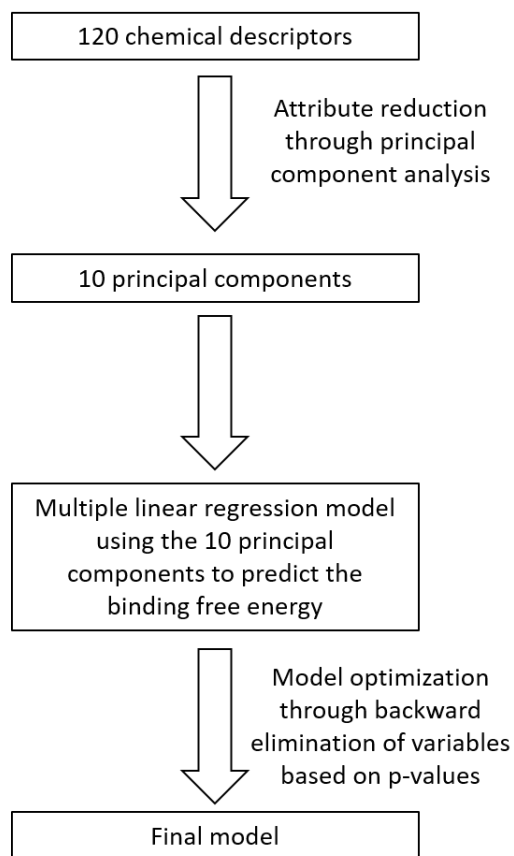 120 chemical descriptors
Attribute reduction
through principal
component analysis
10 principal components
Multiple linear regression model
using the 10 principal
components to predict the
binding free energy
Model optimization
through backward
elimination of variables
based on p-values
Final model